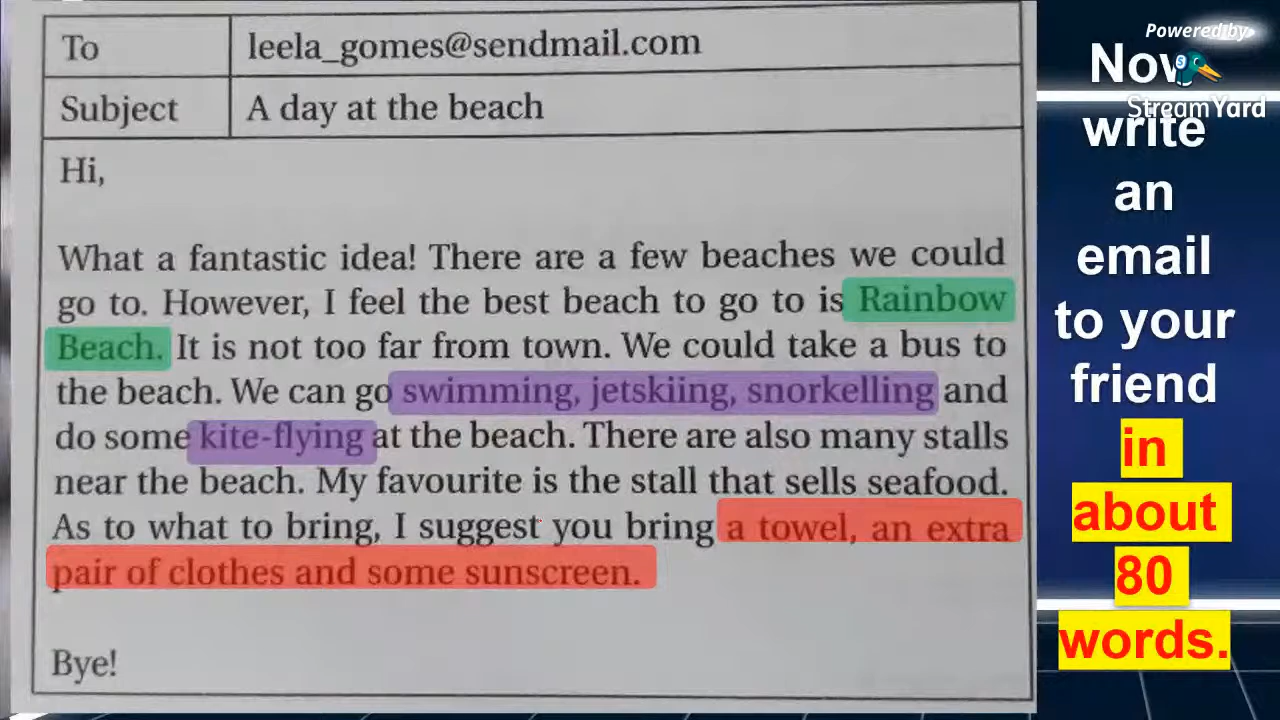 To leela_gomes@sendmail.com
Subject A day at the beach
Hi,
What a fantastic idea! There are a few beaches we could
go to. However, I feel the best beach to go to is Rainbow
Beach. It is not too far from town. We could take a bus to
the beach. We can go swimming, jetskiing, snorkelling and
do some kite-flying at the beach. There are also many stalls
near the beach. My favourite is the stall that sells seafood.
As to what to bring, I suggest you bring a towel, an extra
pair of clothes and some sunscreen.
Bye!
Powered by
StreamYard
Now
write
an
email
to your
friend
in
about
80
words.